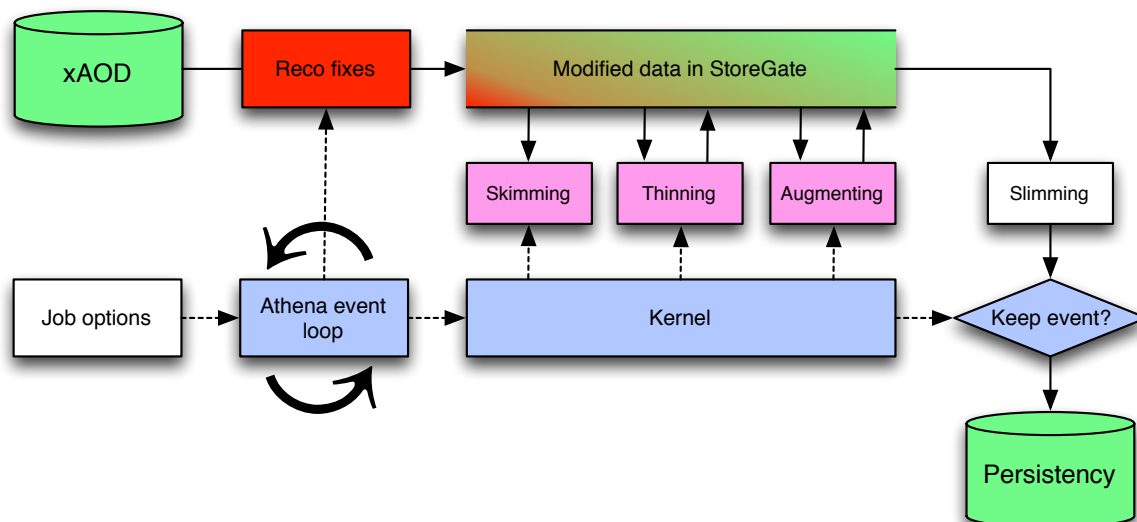 xAOD
Reco fixes
Modified data in StoreGate
Skimming
Thinning
Augmenting
Slimming
Job options
Athena event
loop
Kernel
Keep event?
Persistency